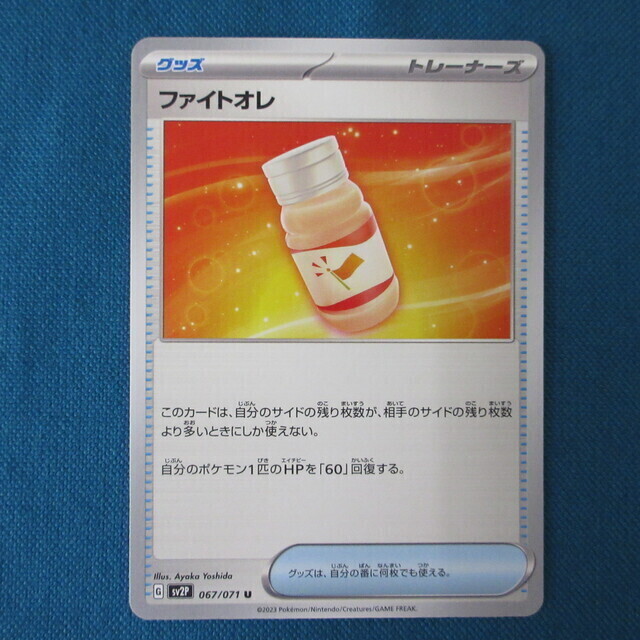 グッズ
トレーナーズ
ファイトオレ
このカードは、自分のサイドの残り枚数が、相手のサイドの残り枚数
より多いときにしか使えない。
自分のポケモン1匹のHPを「60」回復する。
グッズは、自分の番に何枚でも使える。
Illus. Ayaka Yoshida
G sv2P 067/071 U
©2023 Pokémon/Nintendo/Creatures/GAME FREAK.